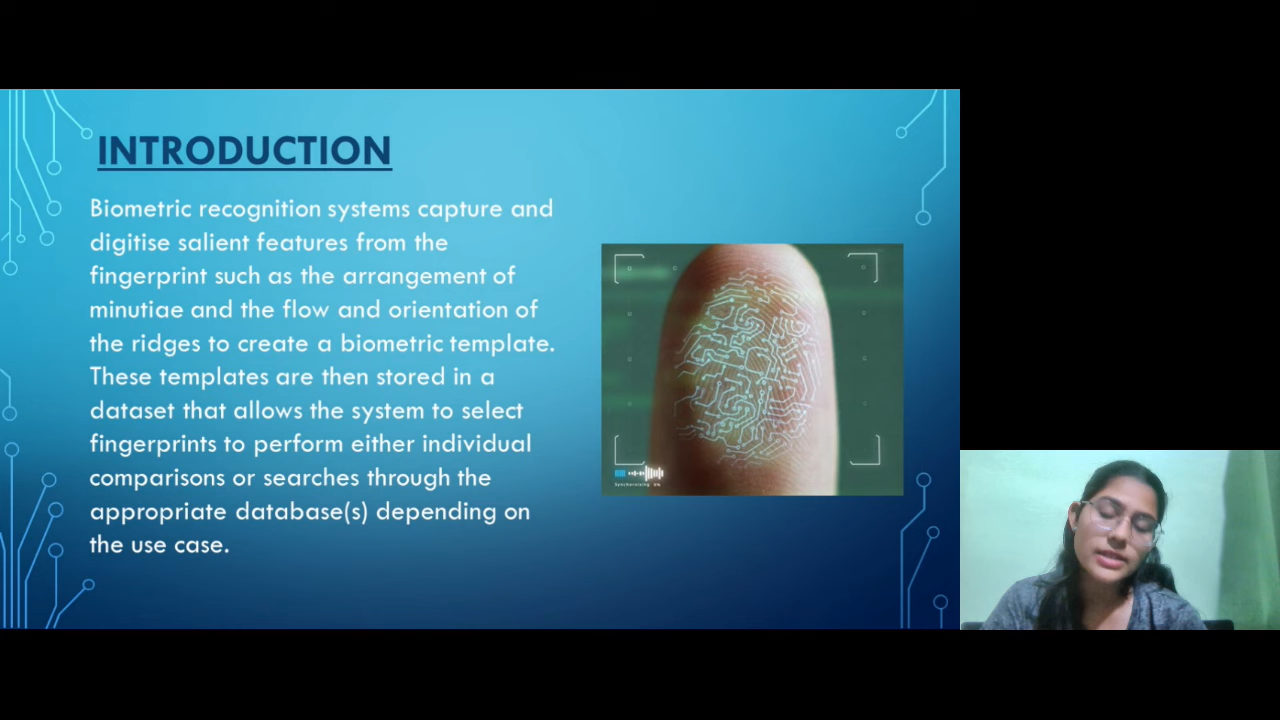 INTRODUCTION
Biometric recognition systems capture and
digitise salient features from the
fingerprint such as the arrangement of
minutiae and the flow and orientation of
the ridges to create a biometric template.
These templates are then stored in a
dataset that allows the system to select
fingerprints to perform either individual
comparisons or searches through the
appropriate database(s) depending on
the use case.